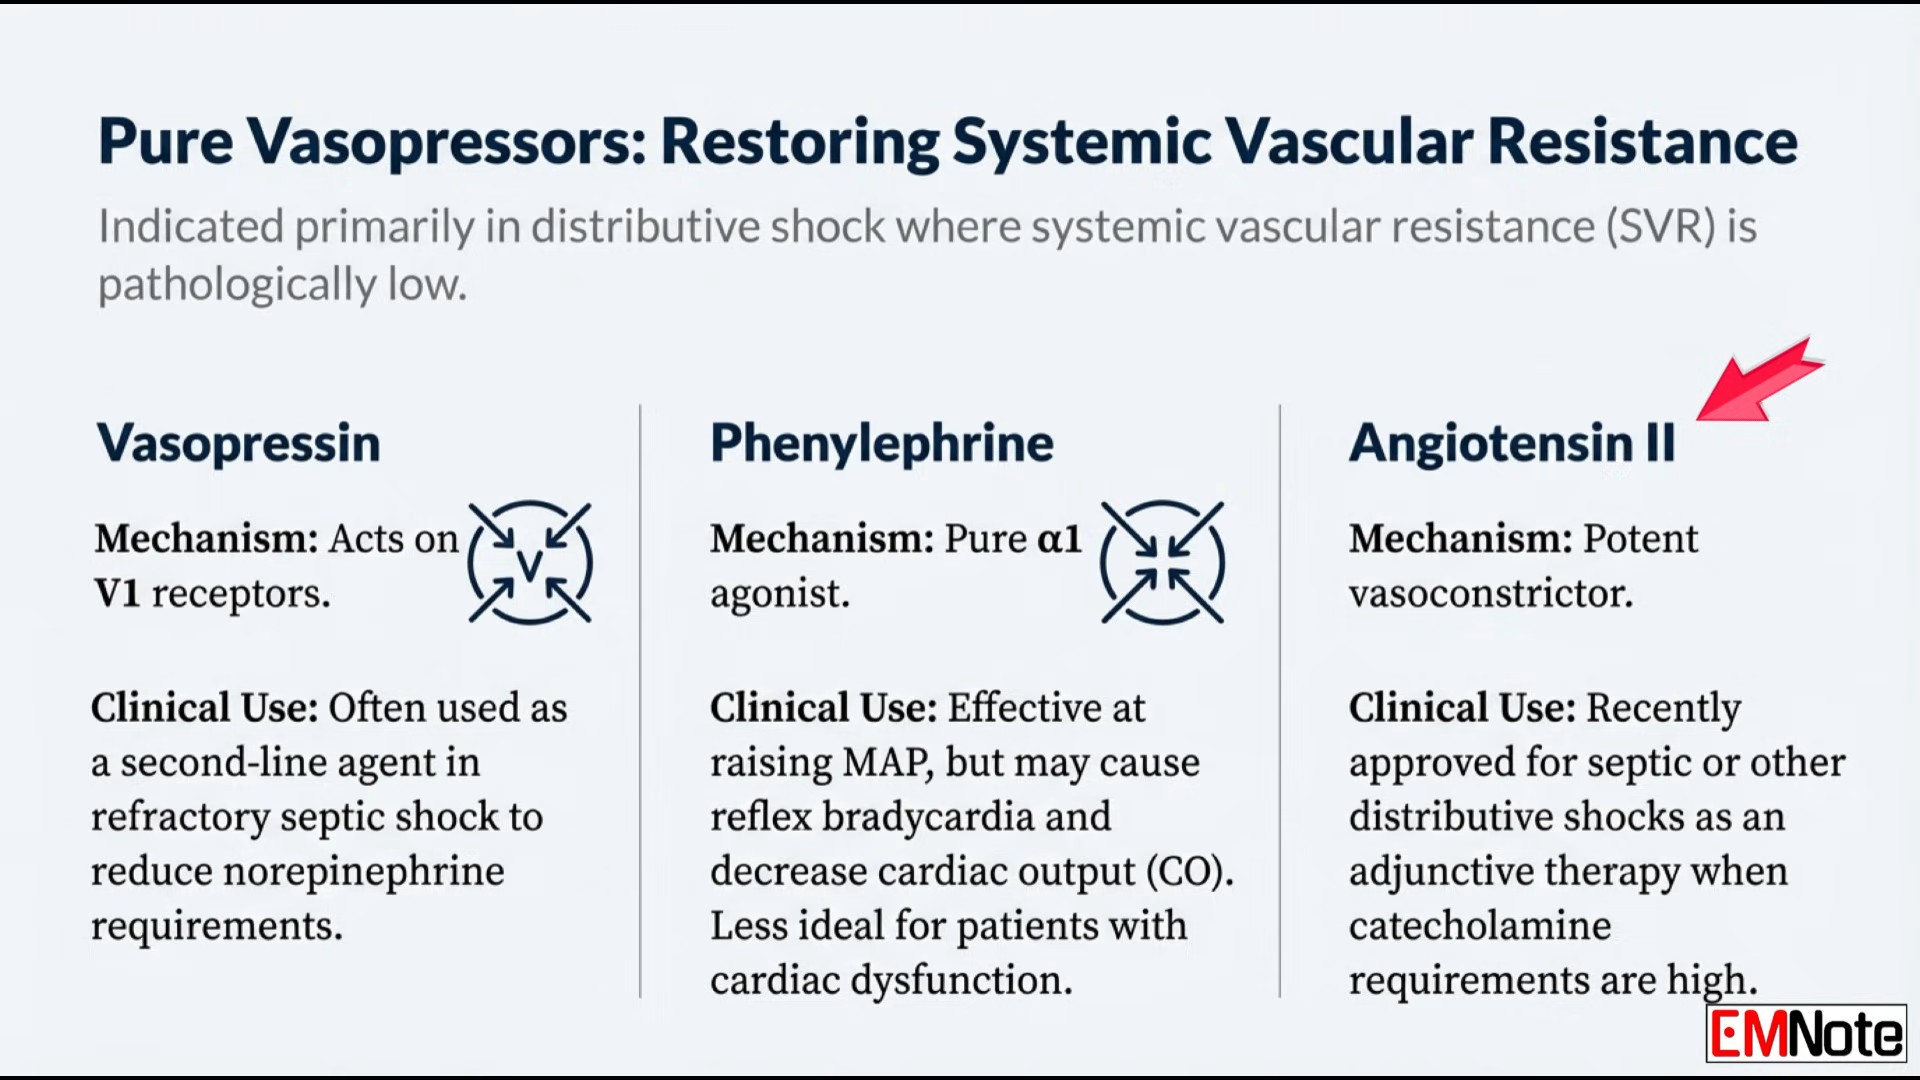 Pure Vasopressors: Restoring Systemic Vascular Resistance
Indicated primarily in distributive shock where systemic vascular resistance (SVR) is
pathologically low.
Vasopressin
Mechanism: Acts on
V1 receptors.
V
Clinical Use: Often used as
a second-line agent in
refractory septic shock to
reduce norepinephrine
requirements.
Phenylephrine
Mechanism: Pure α1
agonist.
Clinical Use: Effective at
raising MAP, but may cause
reflex bradycardia and
decrease cardiac output (CO).
Less ideal for patients with
cardiac dysfunction.
Angiotensin II
Mechanism: Potent
vasoconstrictor.
Clinical Use: Recently
approved for septic or other
distributive shocks as an
adjunctive therapy when
catecholamine
requirements are high.
EMNote